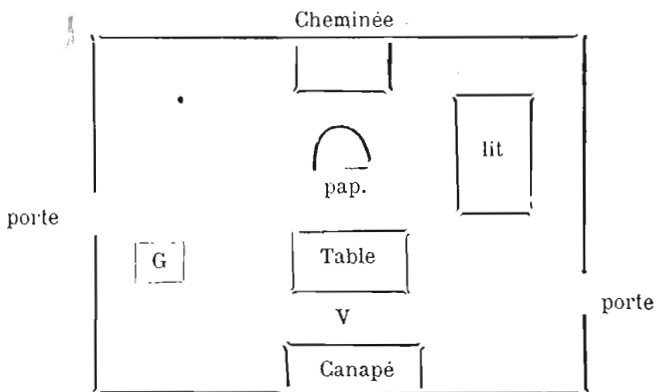 Cheminée
lit
pap.
porte
G
Table
porte
V
Canapé